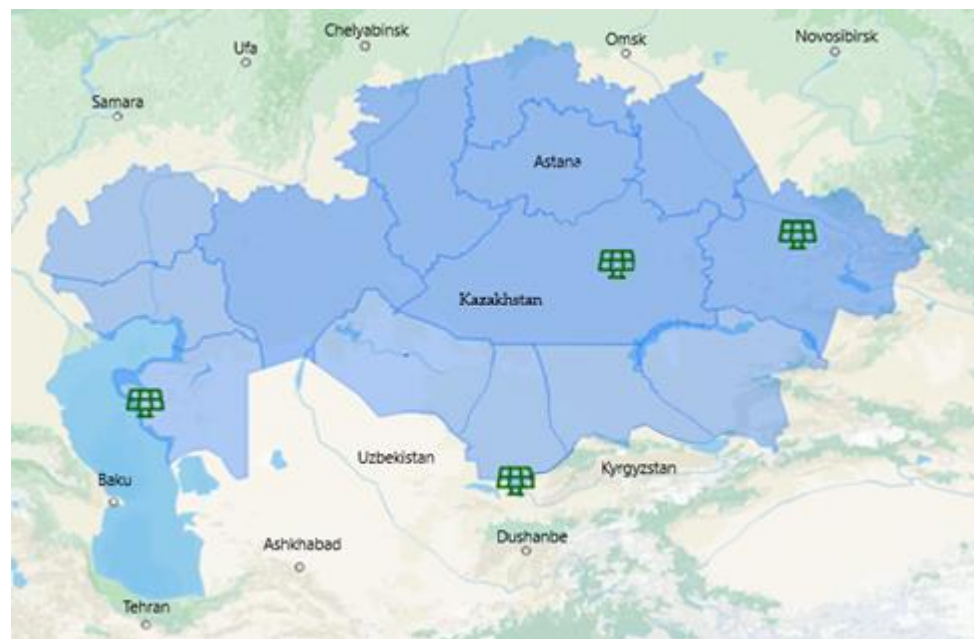 Chelyabinsk
Omsk
Novosibirsk
Ufa
Samara
Astana
Kazakhstan
Uzbekistan
Kyrgyzstan
Baku
Ashkhabad
Dushanbe
Tehran